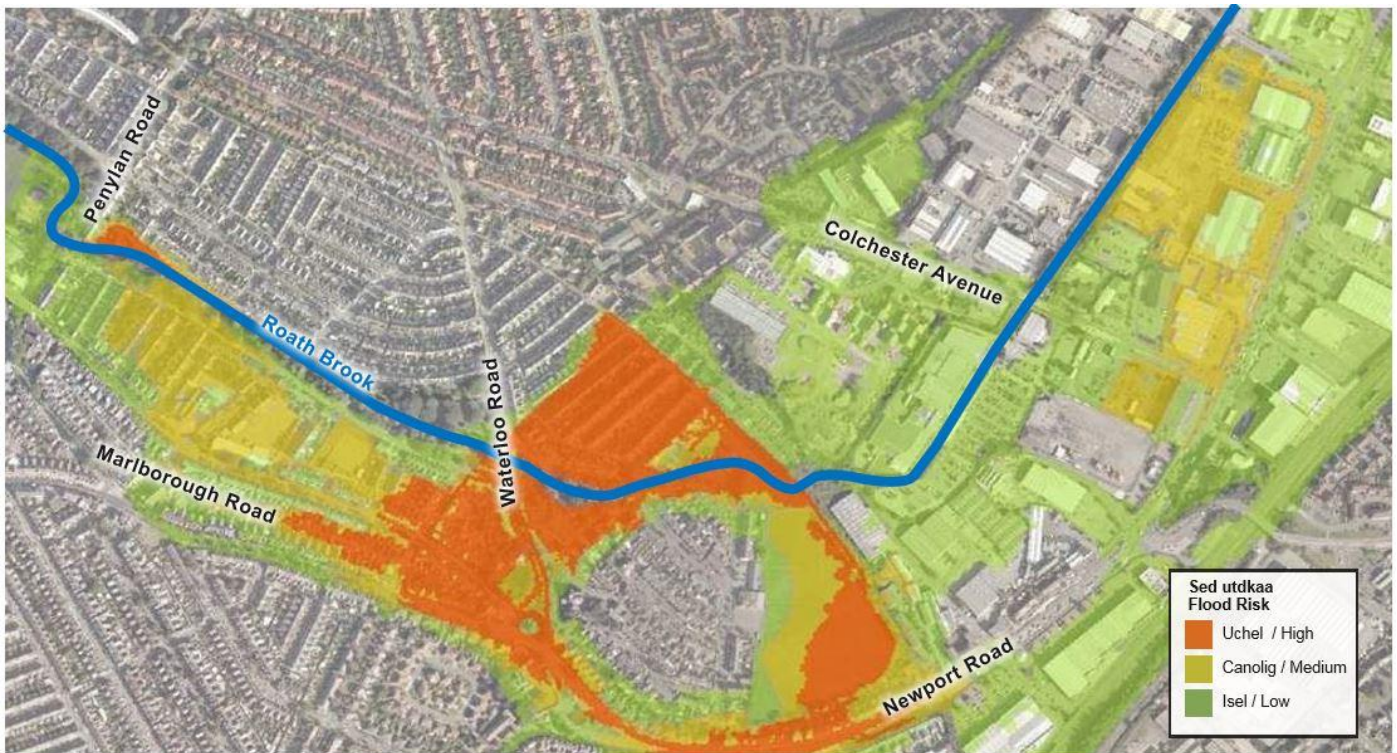 Penylan Road
Colchester Avenue
Roath Brook
Waterloo Road
Marlborough Road
Newport Road
Sed utdkaa
Flood Risk
Uchel / High
Canolig / Medium
Isel / Low